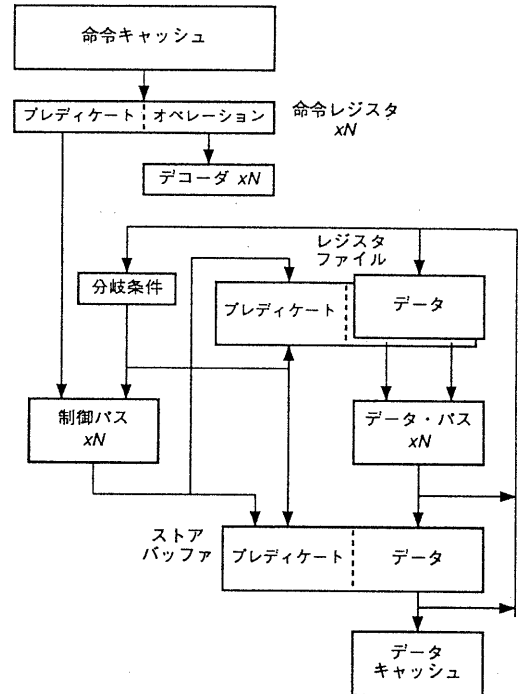 命令キャッシュ
プレディケート オペレーション
命令レジスタ
xN
デコーダ xN
レジスタ
ファイル
分岐条件
プレディケート
データ
制御パス
xN
データ・パス
xN
ストア
バッファ
プレディケート
データ
データ
キャッシュ